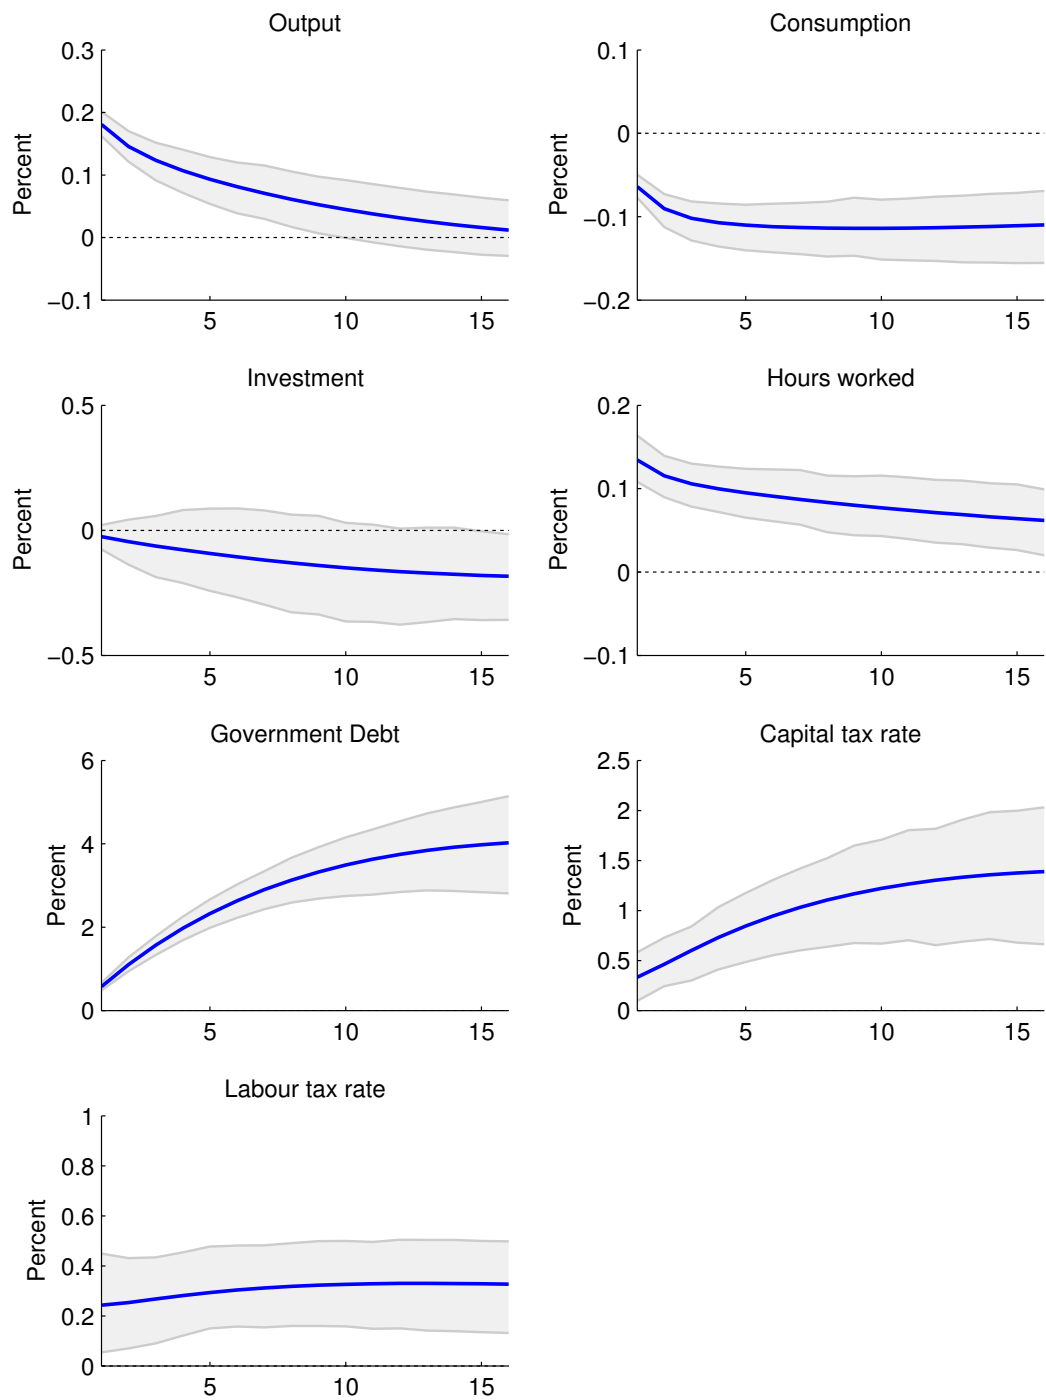 Output
Percent
0.3
0.2
0.1
0
−0.1
5 10 15
Consumption
Percent
0.1
0
−0.1
−0.2
5 10 15
Investment
Percent
0.5
0
−0.5
5 10 15
Hours worked
Percent
0.2
0.1
0
−0.1
5 10 15
Government Debt
Percent
6
4
2
0
5 10 15
Capital tax rate
Percent
2.5
2
1.5
1
0.5
0
5 10 15
Labour tax rate
Percent
1
0.8
0.6
0.4
0.2
0
5 10 15